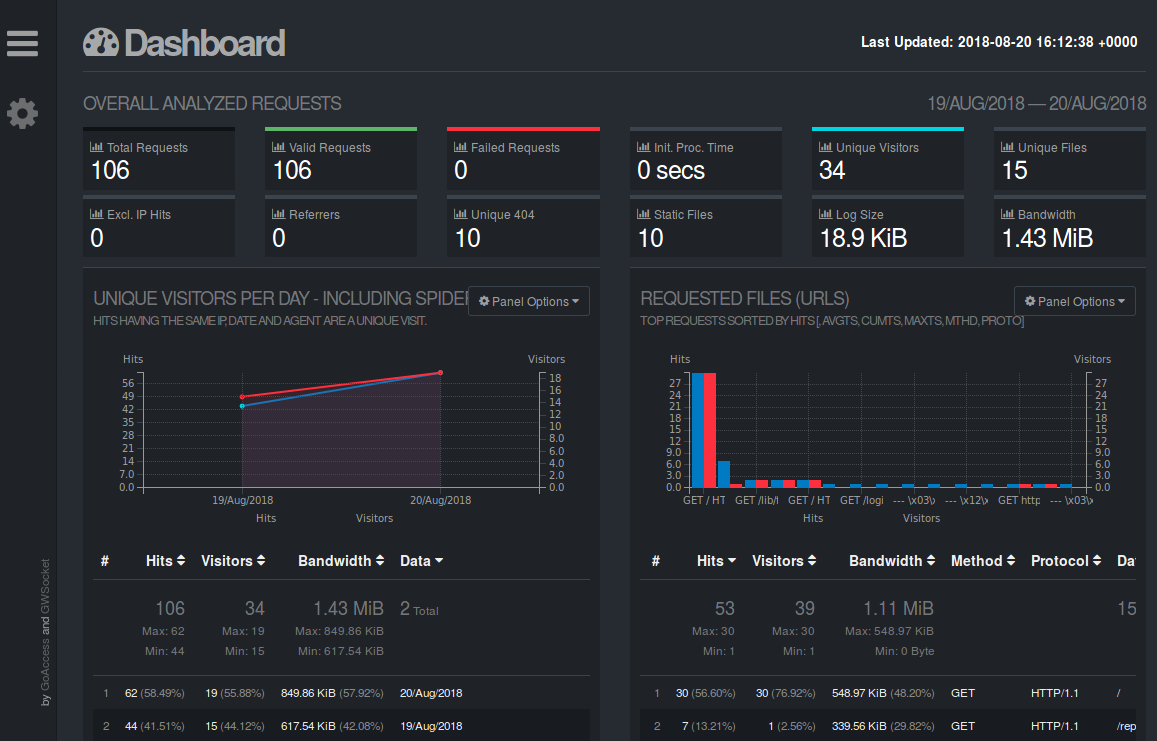 Dashboard
Last Updated: 2018-08-20 16:12:38 +0000
OVERALL ANALYZED REQUESTS
19/AUG/2018 — 20/AUG/2018
Total Requests
106
Valid Requests
106
Failed Requests
0
Init. Proc. Time
0 secs
Unique Visitors
34
Unique Files
15
Excl. IP Hits
0
Referrers
0
Unique 404
10
Static Files
10
Log Size
18.9 KiB
Bandwidth
1.43 MiB
UNIQUE VISITORS PER DAY - INCLUDING SPIDER
Panel Options
HITS HAVING THE SAME IP, DATE AND AGENT ARE A UNIQUE VISIT.
Hits Visitors
56
49
42
35
28
21
14
7.0
0.0
18
16
14
12
10
8.0
6.0
4.0
2.0
0.0
19/Aug/2018 20/Aug/2018
Hits Visitors
# Hits Visitors Bandwidth Data
106 34 1.43 MiB 2 Total
Max: 62 Max: 19 Max: 849.86 KiB
Min: 44 Min: 15 Min: 617.54 KiB
1 62 (58.49%) 19 (55.88%) 849.86 KiB (57.92%) 20/Aug/2018
2 44 (41.51%) 15 (44.12%) 617.54 KiB (42.08%) 19/Aug/2018
REQUESTED FILES (URLS)
Panel Options
TOP REQUESTS SORTED BY HITS [, AVGTS, CUMTS, MAXTS, MTHD, PROTO]
Hits Visitors
27
24
21
18
15
12
9.0
6.0
3.0
0.0
27
24
21
18
15
12
9.0
6.0
3.0
0.0
GET / HT GET /lib/l GET / HT GET /logi --- \x03\ --- \x12\ GET http --- \x03\
Hits Visitors
# Hits Visitors Bandwidth Method Protocol Da
53 39 1.11 MiB 15
Max: 30 Max: 30 Max: 548.97 KiB
Min: 1 Min: 1 Min: 0 Byte
1 30 (56.60%) 30 (76.92%) 548.97 KiB (48.20%) GET HTTP/1.1 /
2 7 (13.21%) 1 (2.56%) 339.56 KiB (29.82%) GET HTTP/1.1 /rep
by GoAccess and GWSocket